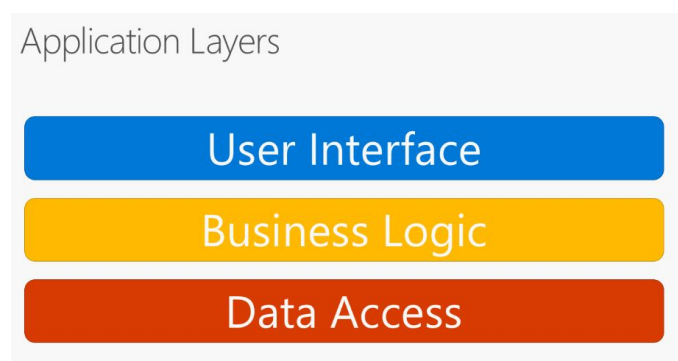 Application Layers
User Interface
Business Logic
Data Access